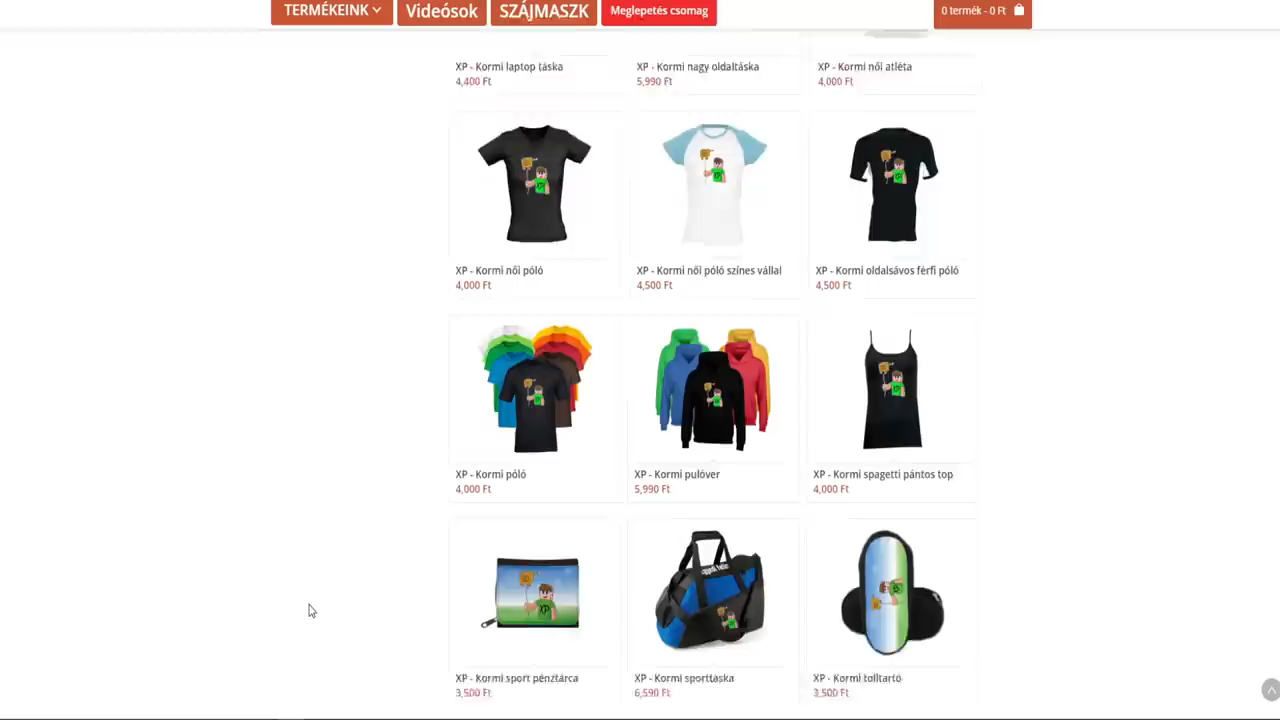 TERMÉKEINK
Videósok
SZÁJMASZK
Meglepetés csomag
0 termék - 0 Ft
XP - Kormi laptop táska
4,400 Ft
XP - Kormi nagy oldaltáska
5,990 Ft
XP - Kormi női atléta
4,000 Ft
XP - Kormi női póló
4,000 Ft
XP - Kormi női póló színes vállal
4,500 Ft
XP - Kormi oldalsávos férfi póló
4,500 Ft
XP - Kormi póló
4,000 Ft
XP - Kormi pulóver
5,990 Ft
XP - Kormi spagetti pántos top
4,000 Ft
XP
XP - Kormi sport pénztárca
3,500 Ft
XP - Kormi sporttáska
6,590 Ft
XP - Kormi tolltartó
3,500 Ft